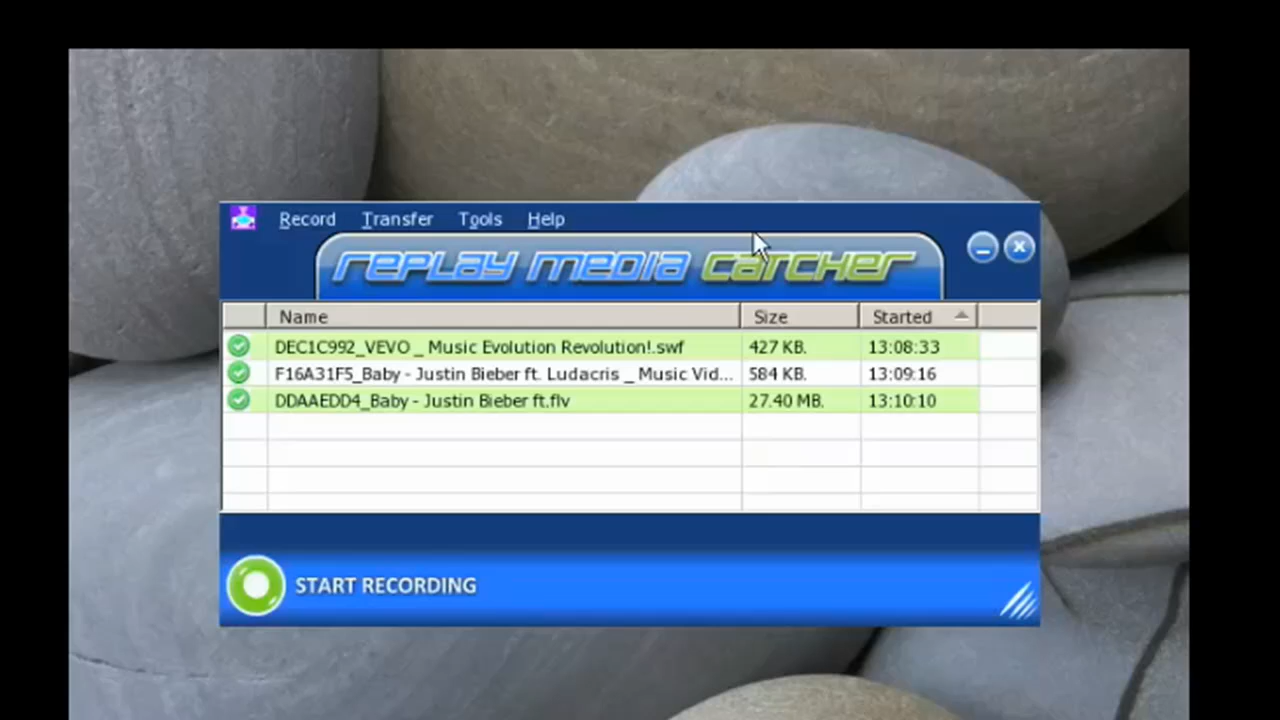 Record Transfer Tools Help
REPLAY MEDIA CATCHER
Name Size Started
DEC1C992_VEVO _ Music Evolution Revolution!.swf 427 KB. 13:08:33
F16A31F5_Baby - Justin Bieber ft. Ludacris _ Music Vid... 584 KB. 13:09:16
DDAAEDD4_Baby - Justin Bieber ft.flv 27.40 MB. 13:10:10
START RECORDING